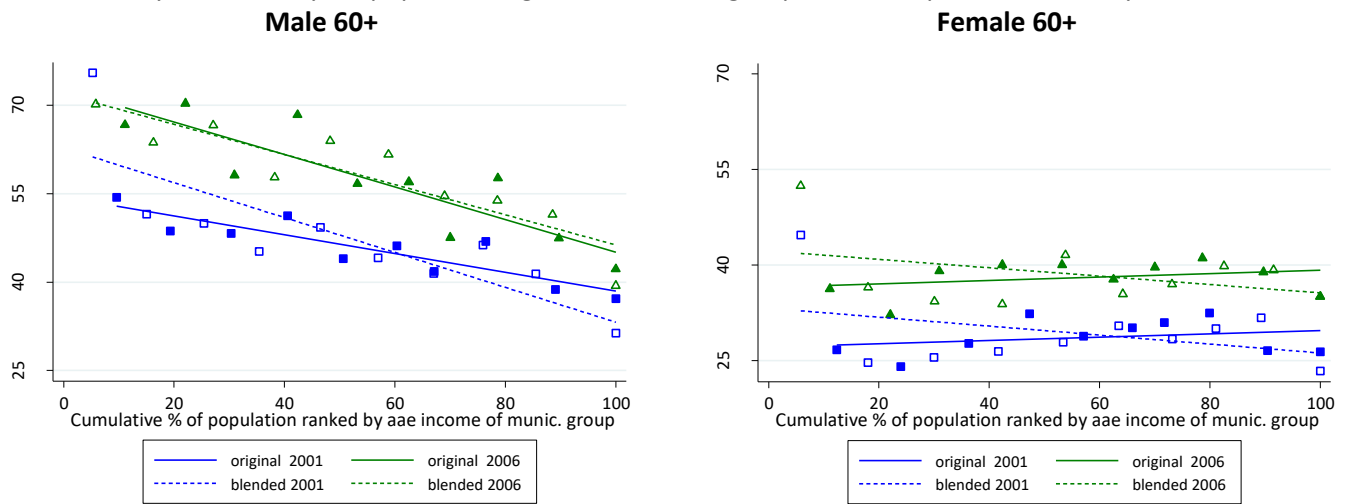 Male 60+
Female 60+
70
55
40
25
0 20 40 60 80 100
Cumulative % of population ranked by aae income of munic. group
original 2001 original 2006
blended 2001 blended 2006
70
55
40
25
0 20 40 60 80 100
Cumulative % of population ranked by aae income of munic. group
original 2001 original 2006
blended 2001 blended 2006